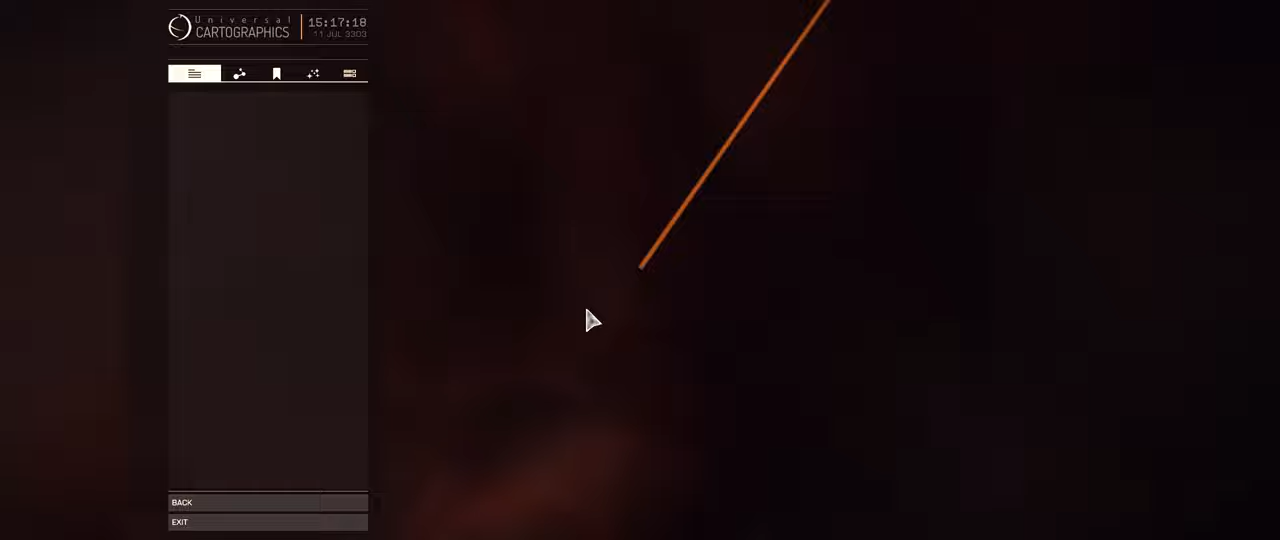 Universal
CARTOGRAPHICS
15:17:18
11 JUL 3303
BACK
EXIT